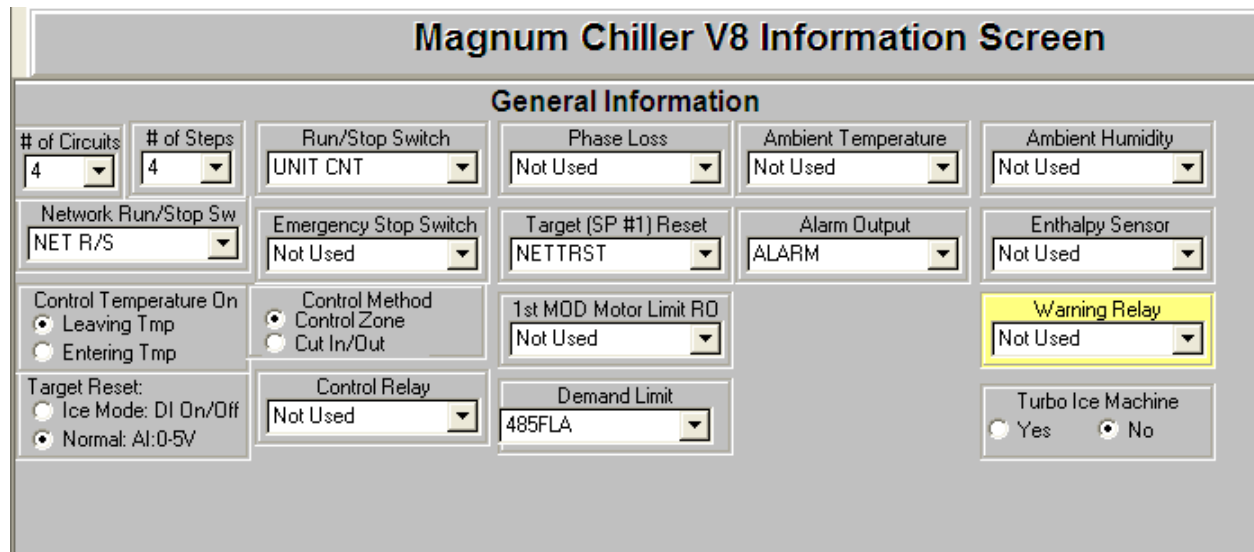 Magnum Chiller V8 Information Screen
General Information
# of Circuits
4
# of Steps
4
Run/Stop Switch
UNIT CNT
Phase Loss
Not Used
Ambient Temperature
Not Used
Ambient Humidity
Not Used
Network Run/Stop Sw
NET R/S
Emergency Stop Switch
Not Used
Target (SP #1) Reset
NETTRST
Alarm Output
ALARM
Enthalpy Sensor
Not Used
Control Temperature On
Leaving Tmp
Entering Tmp
Control Method
Control Zone
Cut In/Out
1st MOD Motor Limit RO
Not Used
Warning Relay
Not Used
Target Reset:
Ice Mode: DI On/Off
Normal: AI:0-5V
Control Relay
Not Used
Demand Limit
485FLA
Turbo Ice Machine
Yes No